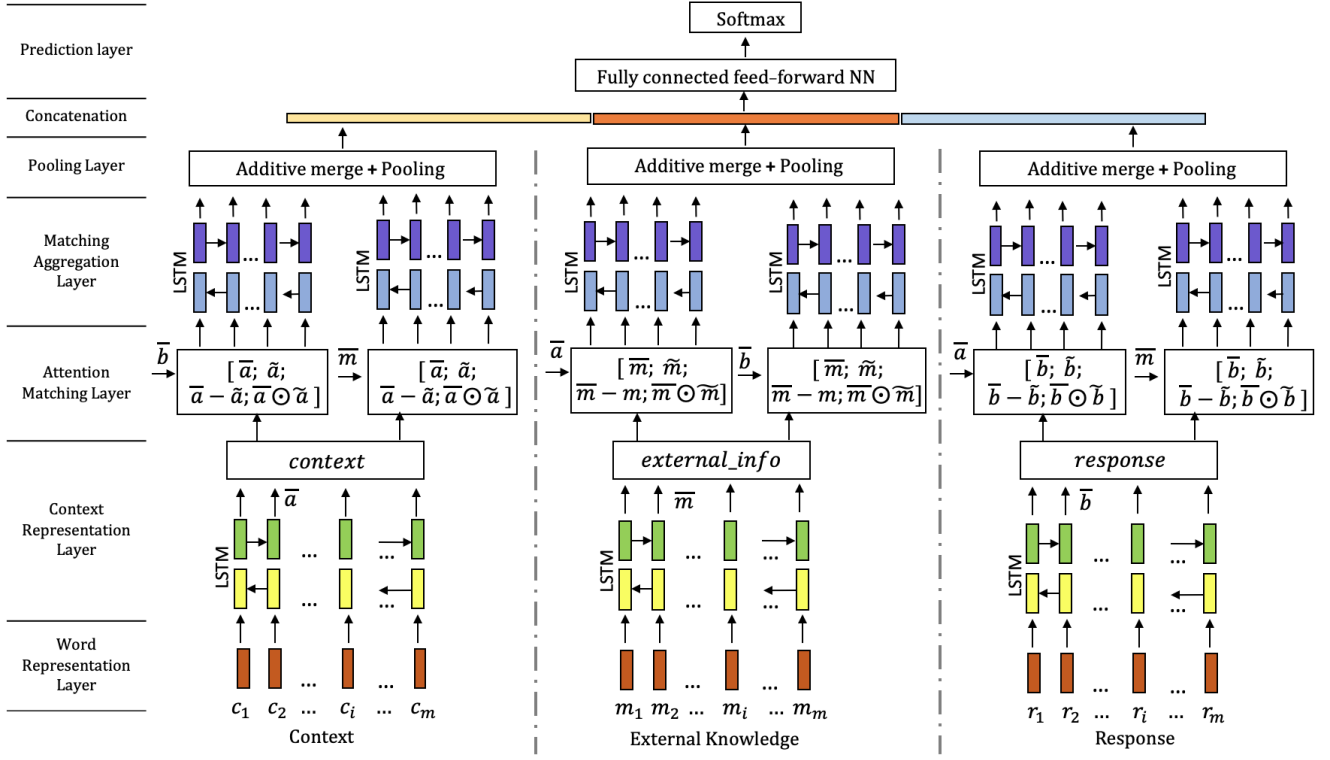 Softmax
Prediction layer
Fully connected feed-forward NN
Concatenation
Pooling Layer
Additive merge + Pooling
Additive merge + Pooling
Additive merge + Pooling
Matching
Aggregation
Layer
LSTM
...
...
LSTM
...
...
LSTM
...
...
LSTM
...
...
LSTM
...
...
LSTM
...
...
Attention
Matching Layer
b̅
[ a̅; ã;
a̅ − ã; a̅ ⊙ ã ]
m̅
[ a̅; ã;
a̅ − ã; a̅ ⊙ ã ]
a̅
[ m̅; m̃;
m̅ − m; m̅ ⊙ m̃ ]
b̅
[ m̅; m̃;
m̅ − m; m̅ ⊙ m̃ ]
a̅
[ b̅; b̃;
b̅ − b̃; b̅ ⊙ b̃ ]
m̅
[ b̅; b̃;
b̅ − b̃; b̅ ⊙ b̃ ]
context
external_info
response
Context
Representation
Layer
a̅
LSTM
... ...
... ...
m̅
LSTM
... ...
... ...
b̅
LSTM
... ...
... ...
Word
Representation
Layer
... ...
... ...
... ...
c₁ c₂ ... cᵢ ... cₘ
m₁ m₂ ... mᵢ ... mₘ
r₁ r₂ ... rᵢ ... rₘ
Context
External Knowledge
Response